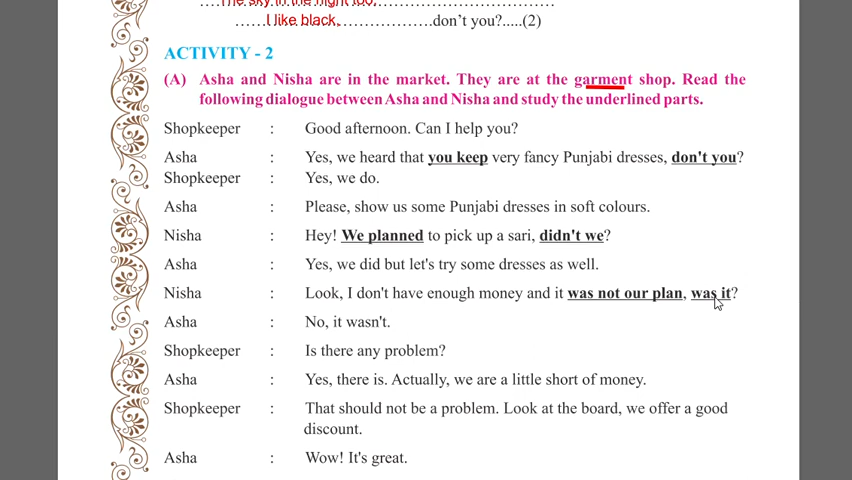 ....The sky in the night too,..........................................
......I like black,..................don't you?.....(2)
ACTIVITY - 2
(A) Asha and Nisha are in the market. They are at the garment shop. Read the
following dialogue between Asha and Nisha and study the underlined parts.
Shopkeeper : Good afternoon. Can I help you?
Asha : Yes, we heard that you keep very fancy Punjabi dresses, don't you?
Shopkeeper : Yes, we do.
Asha : Please, show us some Punjabi dresses in soft colours.
Nisha : Hey! We planned to pick up a sari, didn't we?
Asha : Yes, we did but let's try some dresses as well.
Nisha : Look, I don't have enough money and it was not our plan, was it?
Asha : No, it wasn't.
Shopkeeper : Is there any problem?
Asha : Yes, there is. Actually, we are a little short of money.
Shopkeeper : That should not be a problem. Look at the board, we offer a good
discount.
Asha : Wow! It's great.